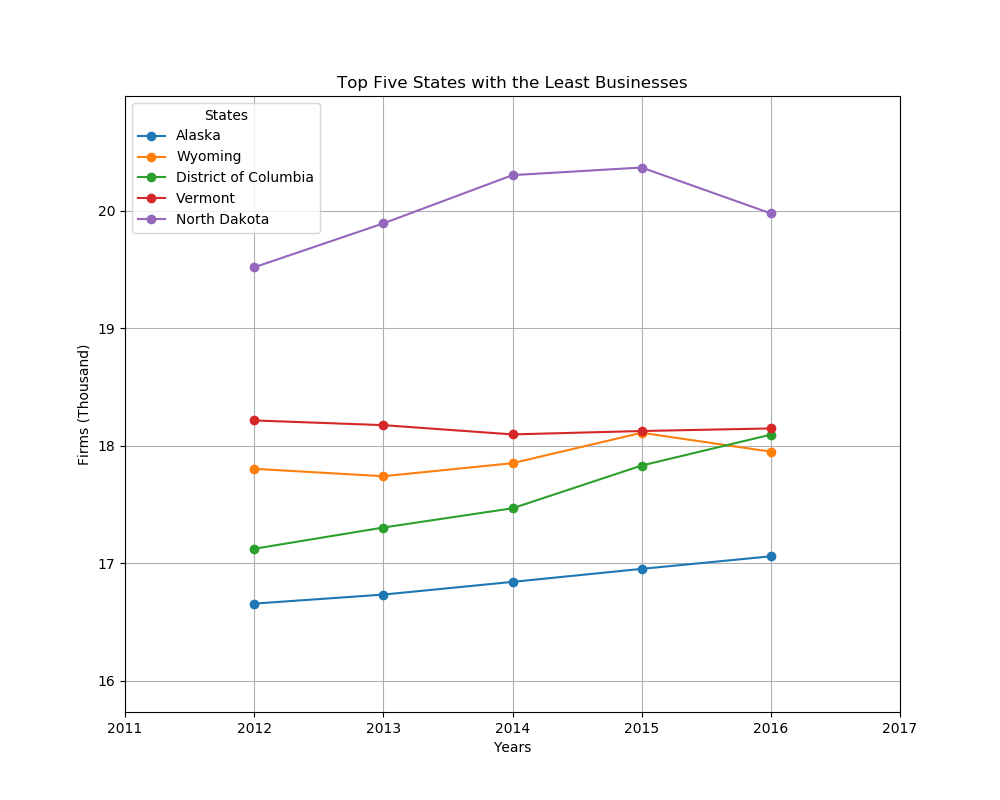 Top Five States with the Least Businesses
States
Alaska
Wyoming
District of Columbia
Vermont
North Dakota
Firms (Thousand)
20
19
18
17
16
2011 2012 2013 2014 2015 2016 2017
Years